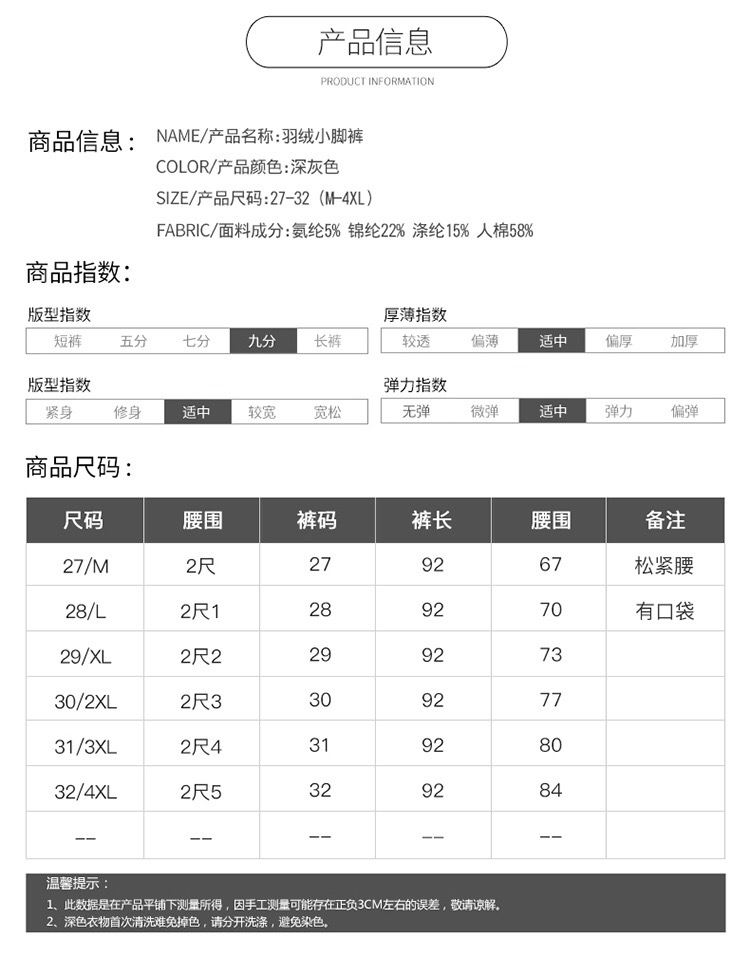 产品信息
PRODUCT INFORMATION
商品信息：
NAME/产品名称:羽绒小脚裤
COLOR/产品颜色:深灰色
SIZE/产品尺码:27-32（M-4XL）
FABRIC/面料成分:氨纶5% 锦纶22% 涤纶15% 人棉58%
商品指数：
版型指数
短裤 五分 七分 九分 长裤
厚薄指数
较透 偏薄 适中 偏厚 加厚
版型指数
紧身 修身 适中 较宽 宽松
弹力指数
无弹 微弹 适中 弹力 偏弹
商品尺码：
尺码 腰围 裤码 裤长 腰围 备注
27/M 2尺 27 92 67 松紧腰
28/L 2尺1 28 92 70 有口袋
29/XL 2尺2 29 92 73
30/2XL 2尺3 30 92 77
31/3XL 2尺4 31 92 80
32/4XL 2尺5 32 92 84
-- -- -- -- --
温馨提示：
1、此数据是在产品平铺下测量所得，因手工测量可能存在正负3CM左右的误差，敬请谅解。
2、深色衣物首次清洗难免掉色，请分开洗涤，避免染色。